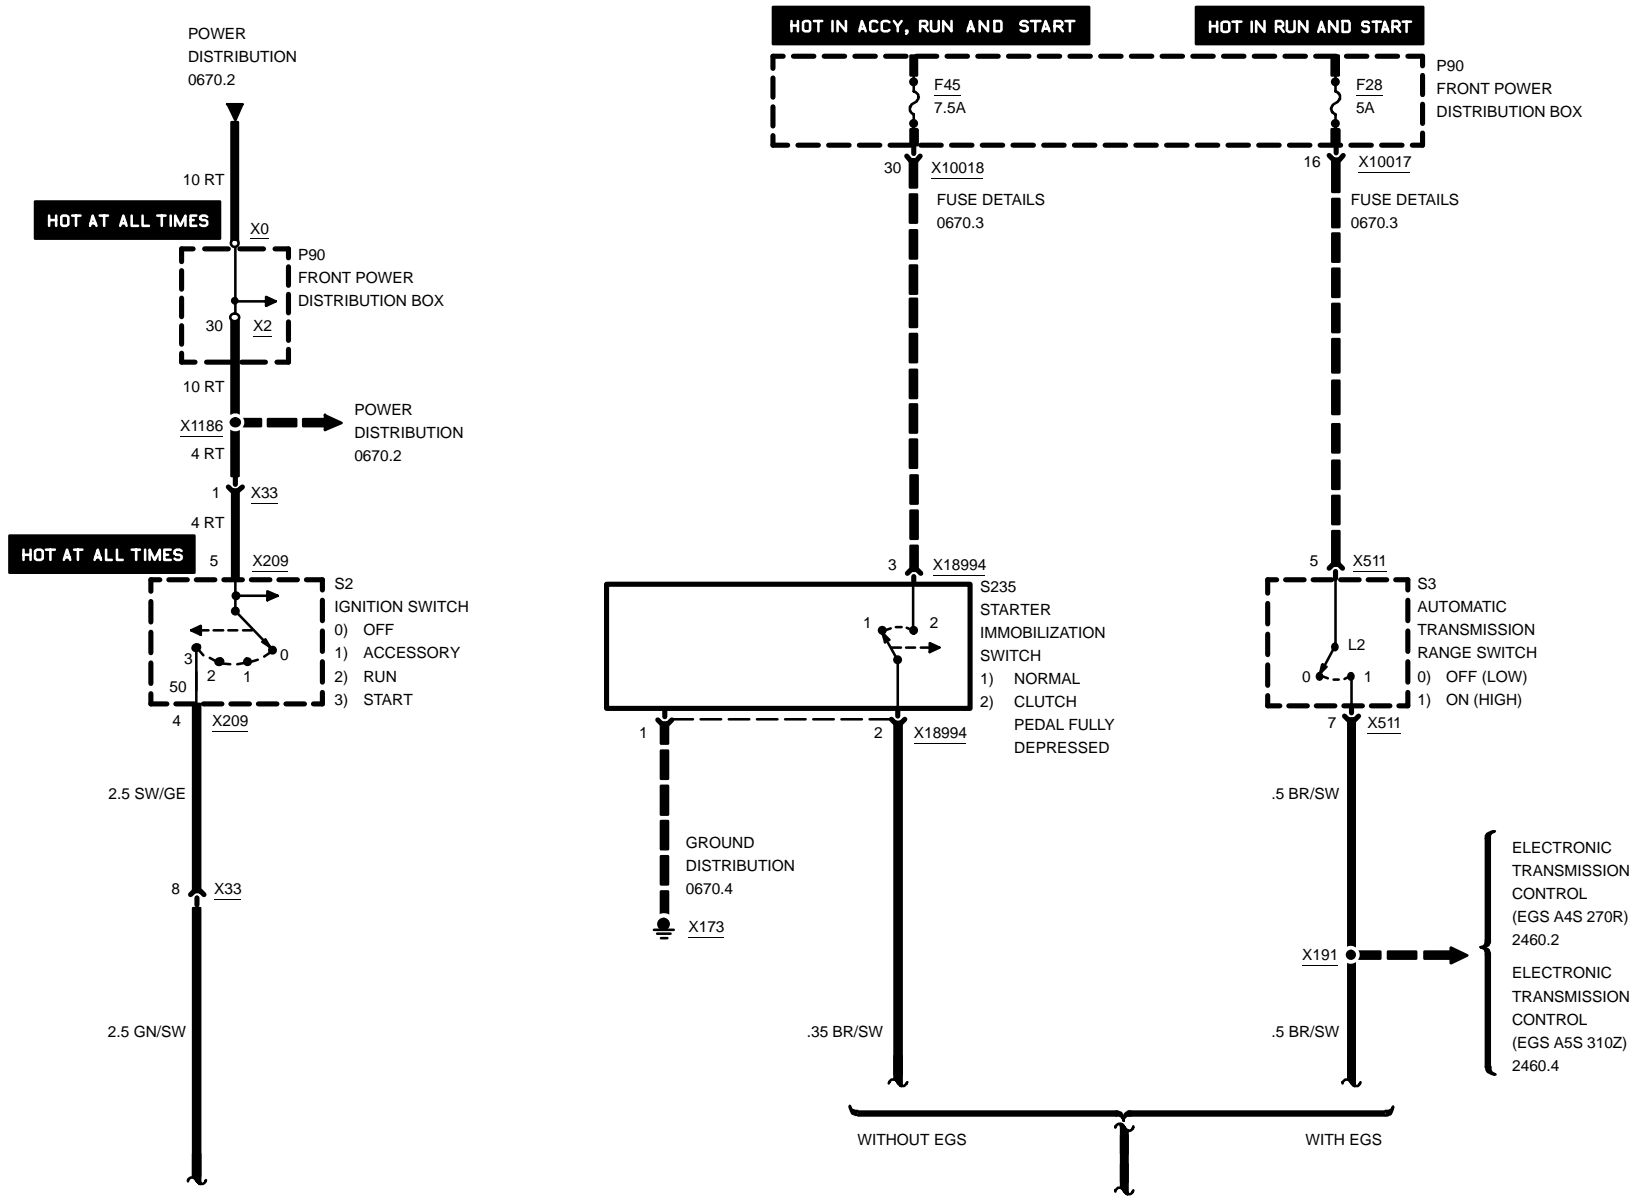 POWER
DISTRIBUTION
0670.2
10 RT
HOT AT ALL TIMES
X0
P90
FRONT POWER
DISTRIBUTION BOX
30 X2
10 RT
X1186
POWER
DISTRIBUTION
0670.2
4 RT
1 X33
4 RT
HOT AT ALL TIMES
5 X209
S2
IGNITION SWITCH
0) OFF
1) ACCESSORY
2) RUN
3) START
3 2 1 0
50
4 X209
2.5 SW/GE
8 X33
2.5 GN/SW
HOT IN ACCY, RUN AND START
HOT IN RUN AND START
F45
7.5A
F28
5A
P90
FRONT POWER
DISTRIBUTION BOX
30 X10018
FUSE DETAILS
0670.3
16 X10017
FUSE DETAILS
0670.3
3 X18994
S235
STARTER
IMMOBILIZATION
SWITCH
1) NORMAL
2) CLUTCH
PEDAL FULLY
DEPRESSED
1 2
1
2 X18994
GROUND
DISTRIBUTION
0670.4
X173
.35 BR/SW
5 X511
S3
AUTOMATIC
TRANSMISSION
RANGE SWITCH
0) OFF (LOW)
1) ON (HIGH)
L2
0 1
7 X511
.5 BR/SW
X191
.5 BR/SW
ELECTRONIC
TRANSMISSION
CONTROL
(EGS A4S 270R)
2460.2
ELECTRONIC
TRANSMISSION
CONTROL
(EGS A5S 310Z)
2460.4
WITHOUT EGS
WITH EGS